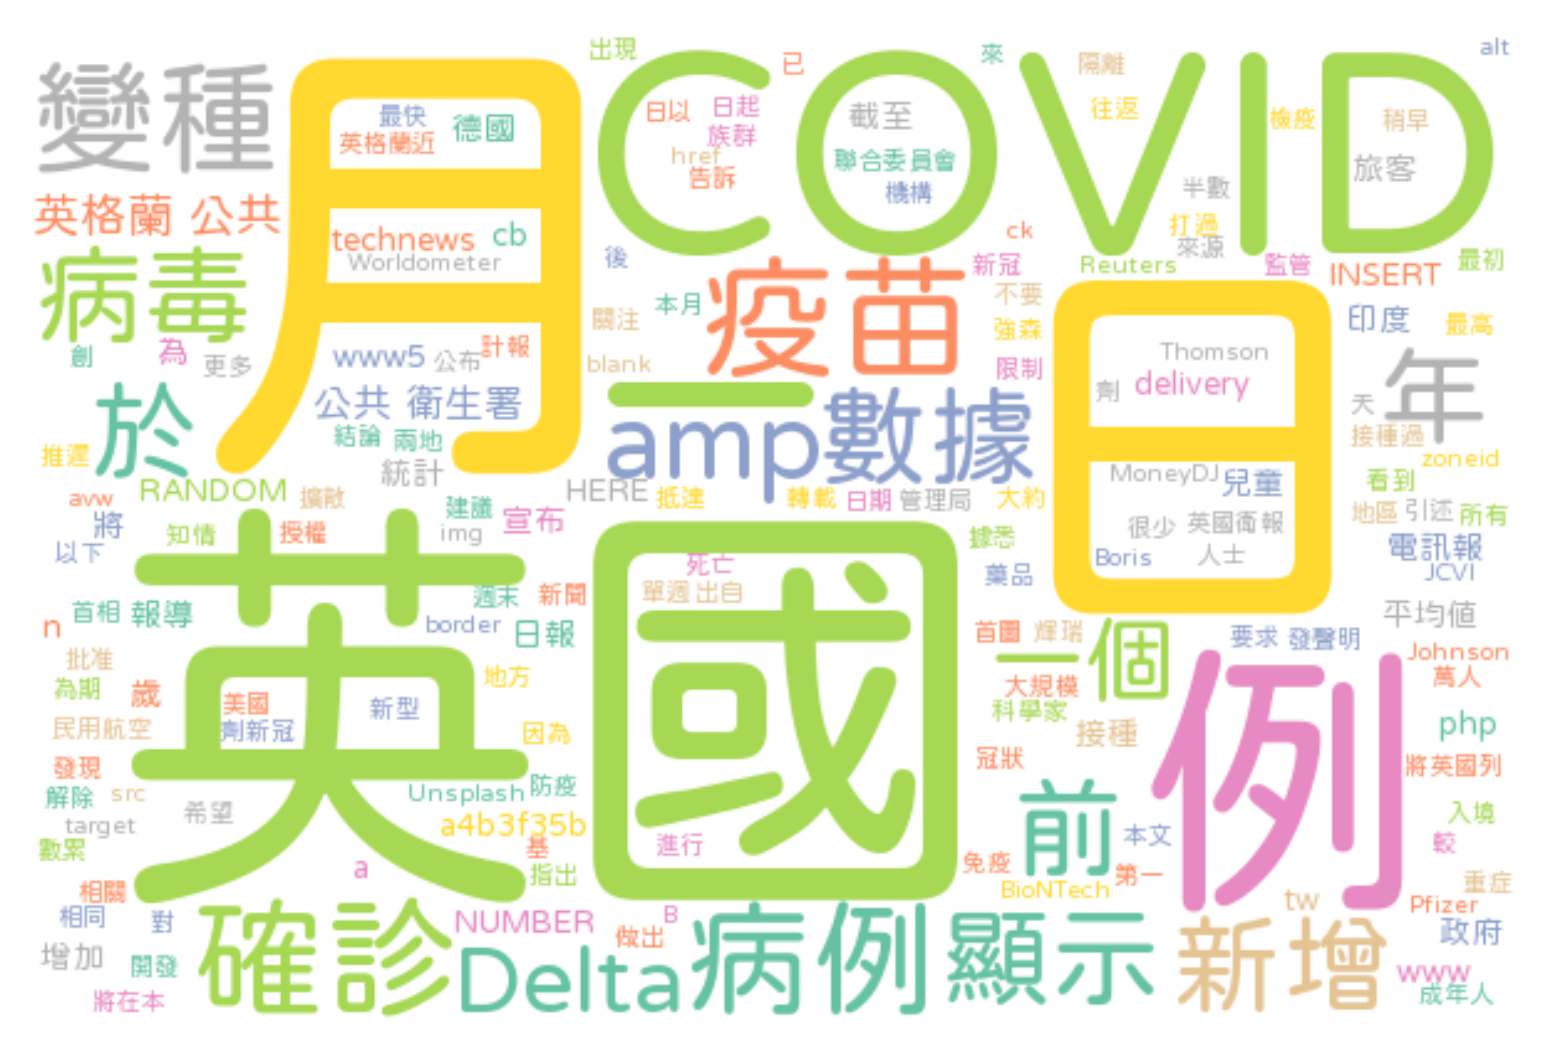 出現
已
來
隔離
alt
變種
月
COVID
最快
英格蘭近
德國
日以
日起
族群
href
告訴
截至
聯合委員會
機構
往返
檢疫
稍早
旅客
半數
打過
來源
英格蘭 公共
technews
cb
Worldometer
後
ck
新冠
Reuters
監管
INSERT
最初
病毒
疫苗
本月
關注
不要
強森
日
印度
最高
創
為
更多
www5
公布
計報
blank
限制
Thomson
delivery
劑
年
天
於
公共 衛生署
一
amp
數據
結論
兩地
統計
接種過
zoneid
推遲
MoneyDJ
兒童
看到
avw
RANDOM
擴散
建議
HERE
抵達
轉載
日期
管理局
大約
將
知情
授權
img
宣布
很少
英國衛報
人士
地區
引述
所有
以下
英國
死亡
據悉
藥品
Boris
電訊報
JCVI
單週
出自
週末
新聞
n
首相
報導
border
日報
首圖
輝瑞
一個
要求
發聲明
平均值
批准
為期
歲
美國
新型
地方
大規模
科學家
例
Johnson
萬人
民用航空
劑新冠
因為
接種
php
發現
冠狀
將英國列
解除
src
Unsplash
防疫
前
target
希望
a4b3f35b
本文
入境
數累
基
進行
較
a
指出
免疫
第一
BioNTech
重症
相關
相同
對
確診
NUMBER
B
做出
tw
Pfizer
增加
開發
Delta
病例
顯示
新增
政府
www
將在本
成年人